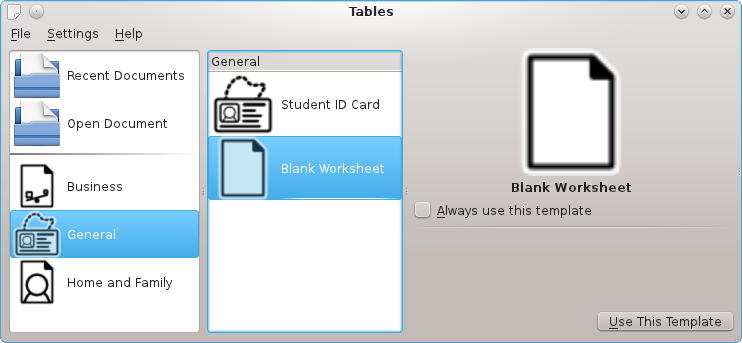 Tables
File Settings Help
Recent Documents
Open Document
Business
General
Home and Family
General
Student ID Card
Blank Worksheet
Blank Worksheet
Always use this template
Use This Template